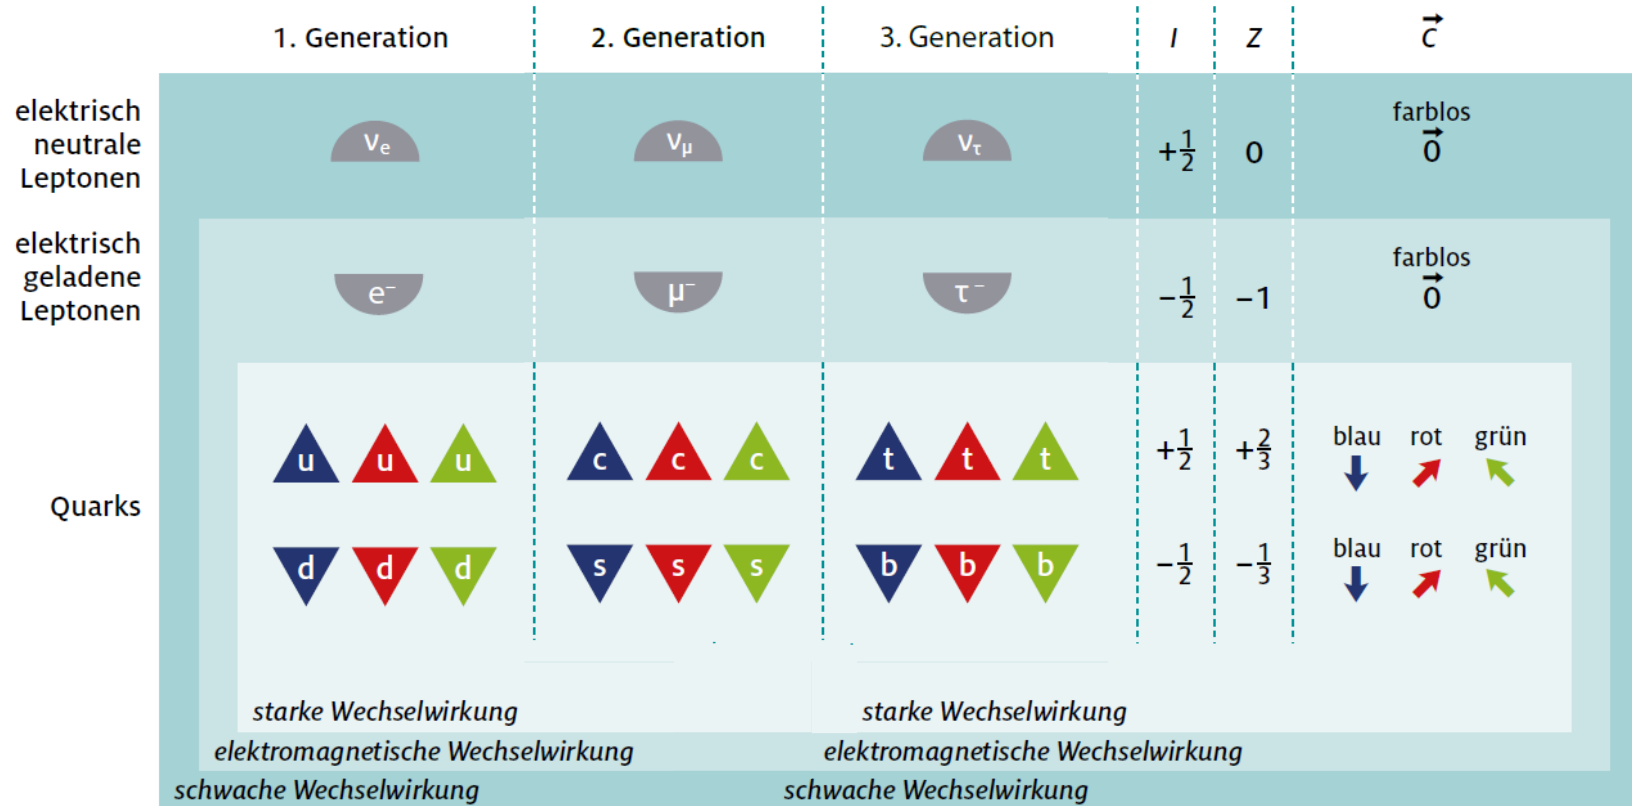 1. Generation 2. Generation 3. Generation I Z C⃗
elektrisch
neutrale
Leptonen
νe νμ ντ +1/2 0 farblos
0⃗
elektrisch
geladene
Leptonen
e⁻ μ⁻ τ⁻ −1/2 −1 farblos
0⃗
Quarks
u u u c c c t t t +1/2 +2/3 blau rot grün
d d d s s s b b b −1/2 −1/3 blau rot grün
starke Wechselwirkung starke Wechselwirkung
elektromagnetische Wechselwirkung elektromagnetische Wechselwirkung
schwache Wechselwirkung schwache Wechselwirkung